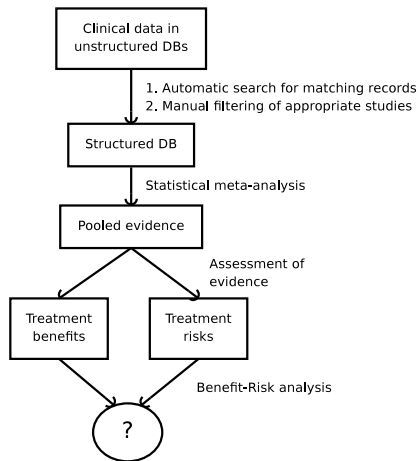 Clinical data in
unstructured DBs
1. Automatic search for matching records
2. Manual filtering of appropriate studies
Structured DB
Statistical meta-analysis
Pooled evidence
Assessment of
evidence
Treatment
benefits
Treatment
risks
Benefit-Risk analysis
?